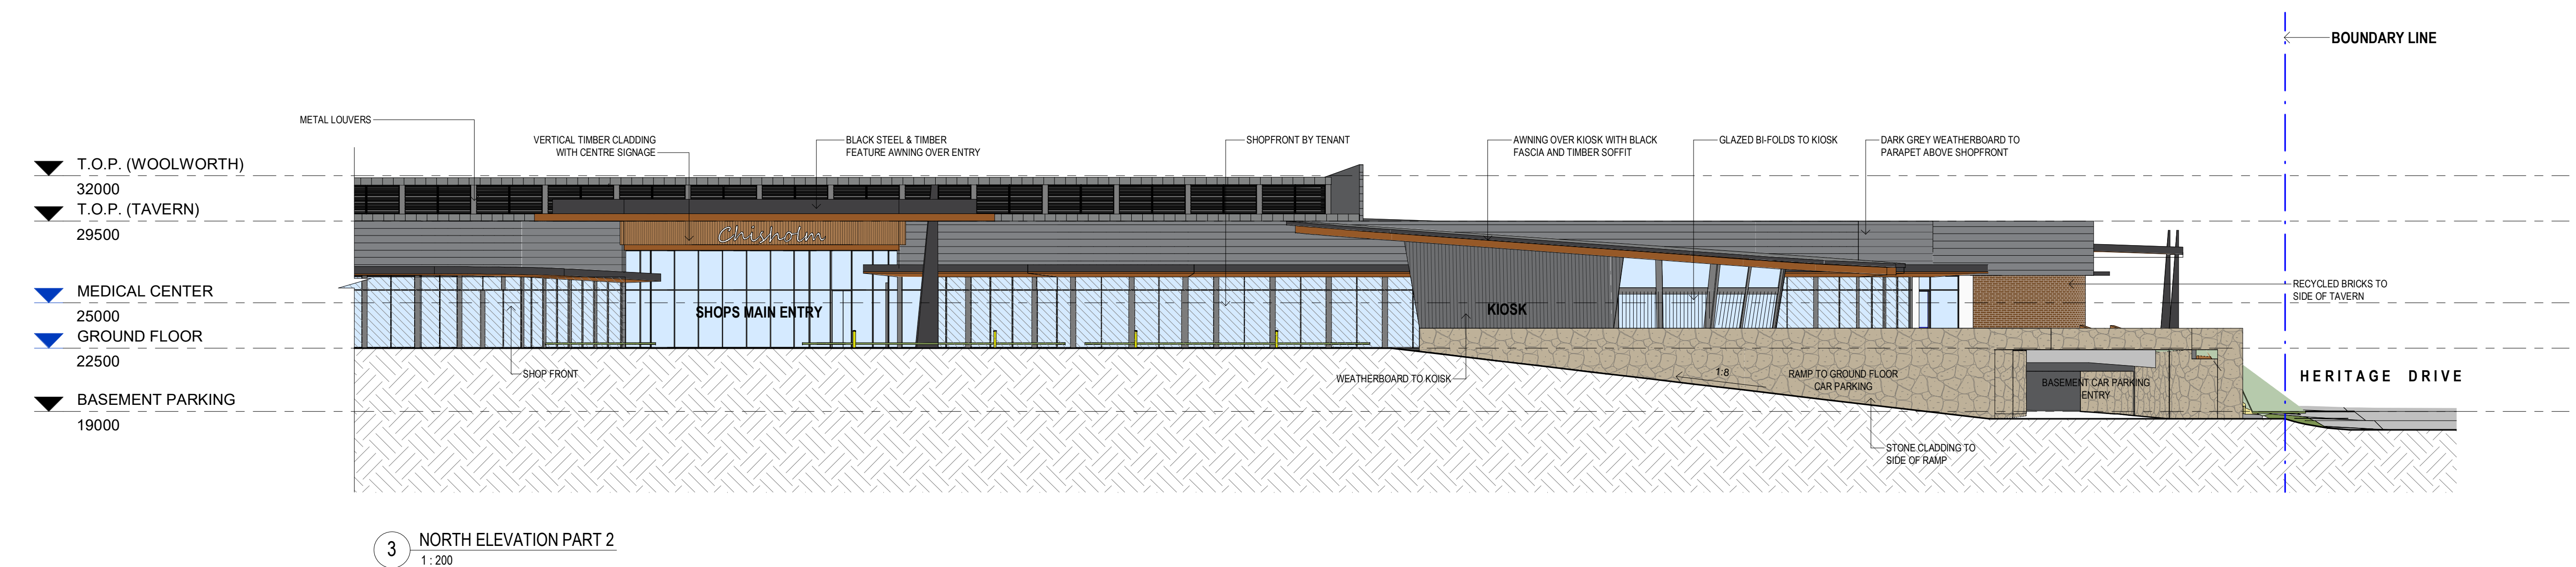 BOUNDARY LINE
METAL LOUVERS
VERTICAL TIMBER CLADDING
WITH CENTRE SIGNAGE
BLACK STEEL & TIMBER
FEATURE AWNING OVER ENTRY
SHOPFRONT BY TENANT
AWNING OVER KIOSK WITH BLACK
FASCIA AND TIMBER SOFFIT
GLAZED BI-FOLDS TO KIOSK
DARK GREY WEATHERBOARD TO
PARAPET ABOVE SHOPFRONT
T.O.P. (WOOLWORTH)
32000
T.O.P. (TAVERN)
29500
Chisholm
MEDICAL CENTER
25000
RECYCLED BRICKS TO
SIDE OF TAVERN
SHOPS MAIN ENTRY
KIOSK
GROUND FLOOR
22500
SHOP FRONT
WEATHERBOARD TO KOISK
1:8
RAMP TO GROUND FLOOR
CAR PARKING
BASEMENT CAR PARKING
ENTRY
HERITAGE DRIVE
BASEMENT PARKING
19000
STONE CLADDING TO
SIDE OF RAMP
3
NORTH ELEVATION PART 2
1 : 200